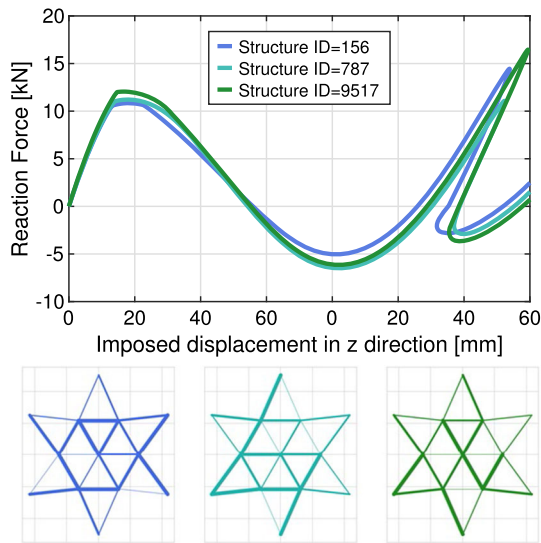 20
15
10
5
0
-5
-10
Reaction Force [kN]
Structure ID=156
Structure ID=787
Structure ID=9517
0 20 40 60 0 20 40 60
Imposed displacement in z direction [mm]